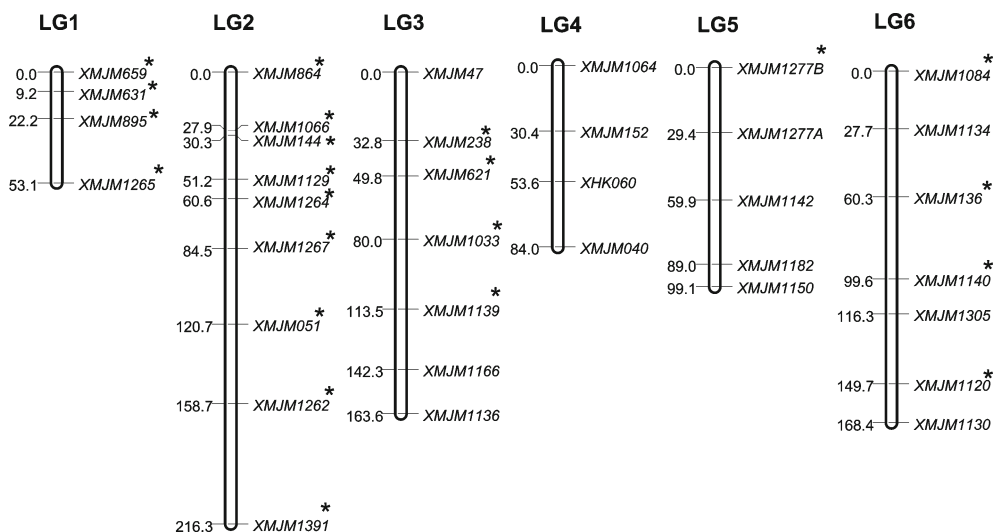 LG1
0.0 XMJM659*
9.2 XMJM631*
22.2 XMJM895*
53.1 XMJM1265*
LG2
0.0 XMJM864*
27.9 XMJM1066*
30.3 XMJM144*
51.2 XMJM1129*
60.6 XMJM1264*
84.5 XMJM1267*
120.7 XMJM051*
158.7 XMJM1262*
216.3 XMJM1391*
LG3
0.0 XMJM47
32.8 XMJM238*
49.8 XMJM621*
80.0 XMJM1033*
113.5 XMJM1139*
142.3 XMJM1166
163.6 XMJM1136
LG4
0.0 XMJM1064
30.4 XMJM152
53.6 XHK060
84.0 XMJM040
LG5
0.0 XMJM1277B*
29.4 XMJM1277A
59.9 XMJM1142
89.0 XMJM1182
99.1 XMJM1150
LG6
0.0 XMJM1084*
27.7 XMJM1134
60.3 XMJM136*
99.6 XMJM1140*
116.3 XMJM1305
149.7 XMJM1120*
168.4 XMJM1130